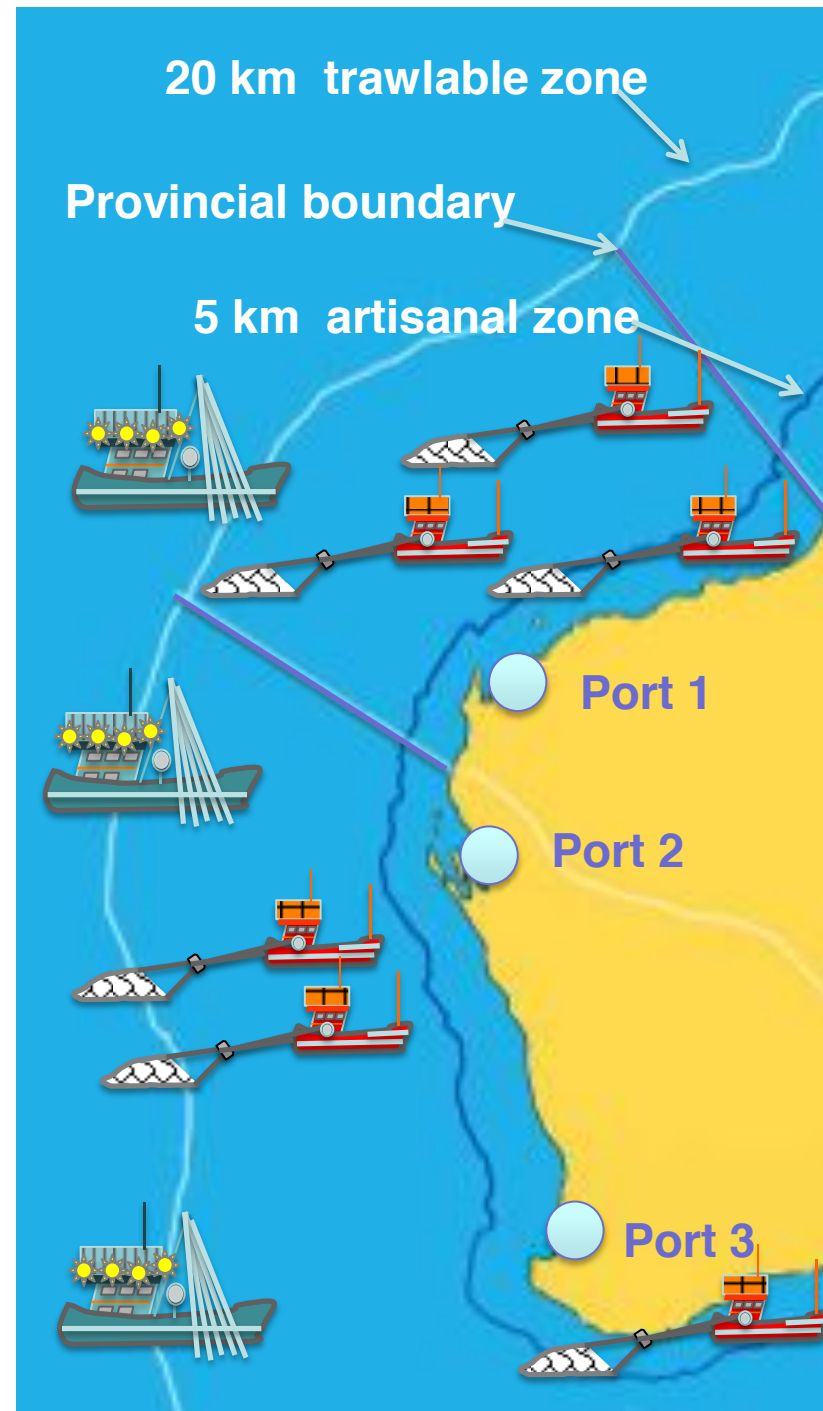 20 km  trawlable zone
Provincial boundary
5 km  artisanal zone
Port 1
Port 2
Port 3